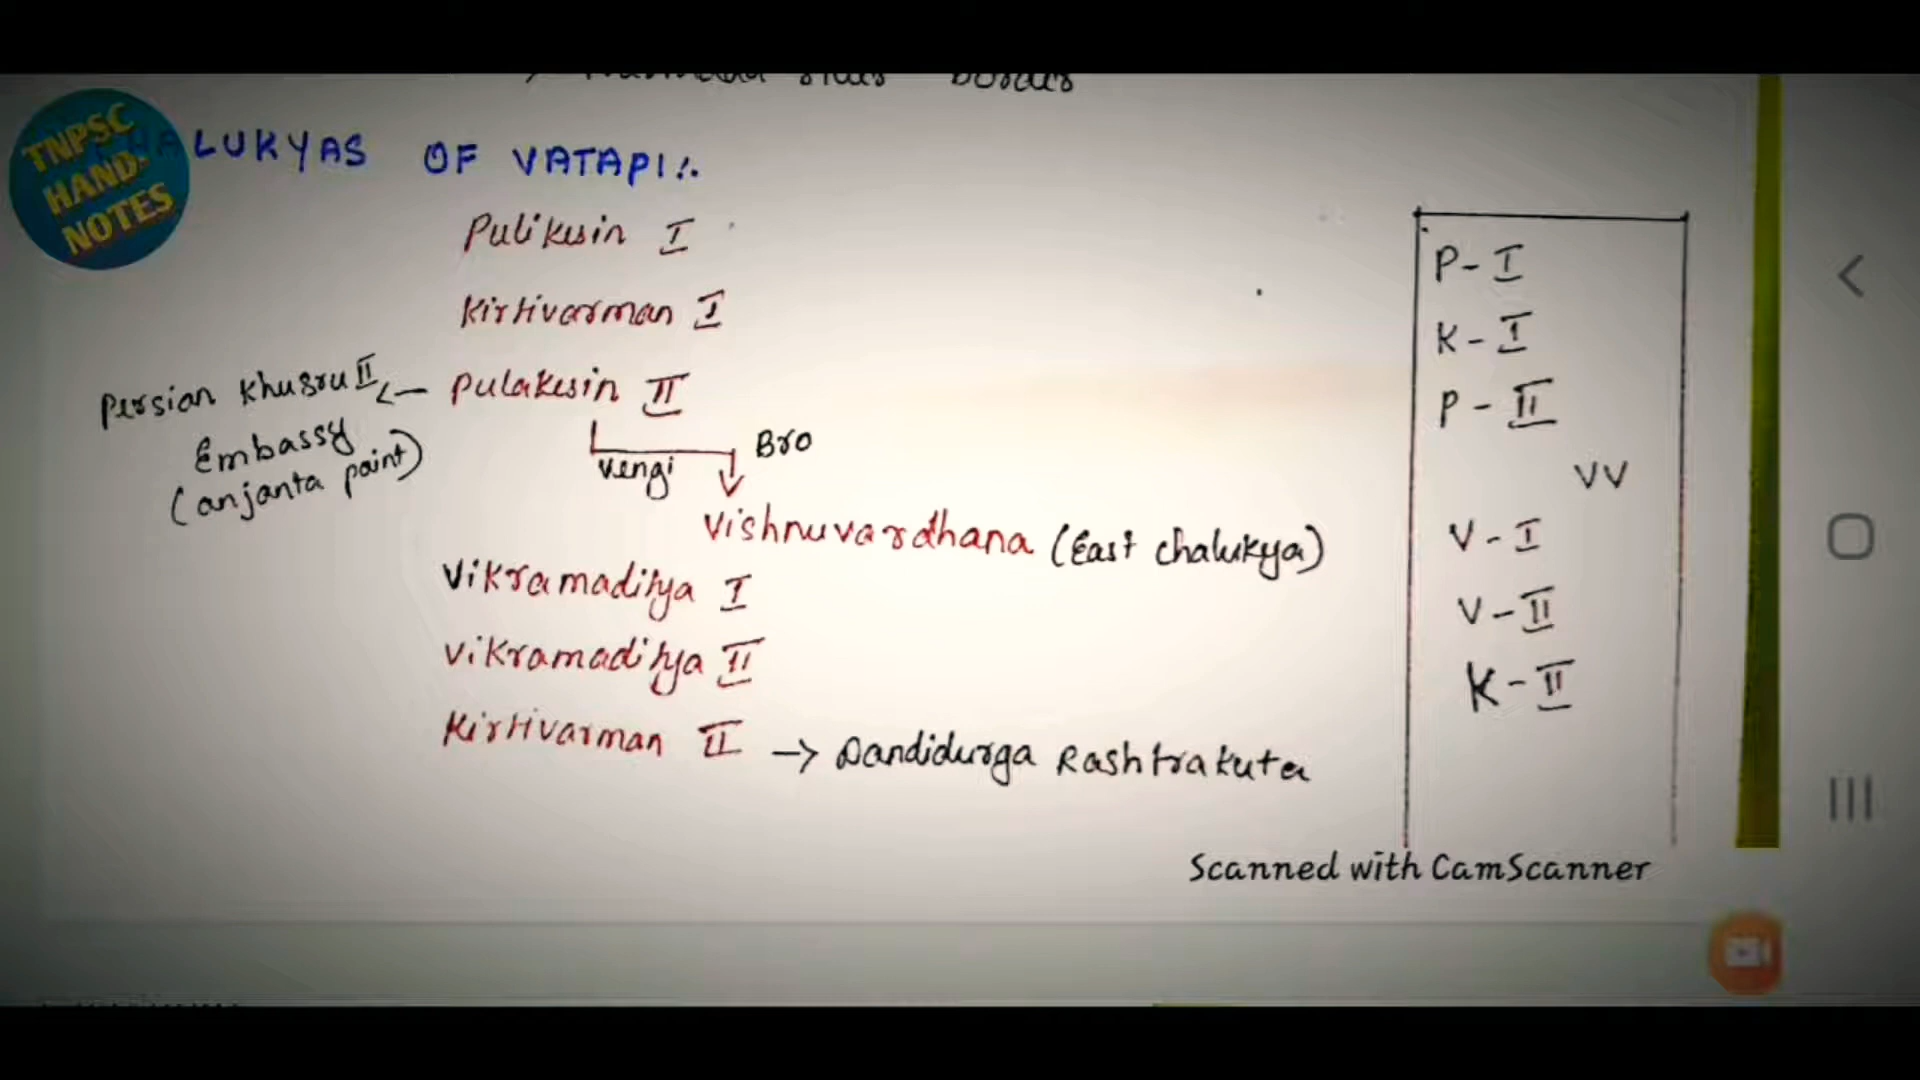 TNPSC
HAND-
NOTES
CHALUKYAS OF VATAPI:-
Pulikesin I
Kirtivarman I
Persian Khusru II <- Pulakesin II
Embassy
(anjanta paint)
Bro
Vengi
Vishnuvardhana (East Chalukya)
Vikramaditya I
Vikramaditya II
Kirtivarman II -> Dandidurga Rashtrakuta
P-I
K-I
P-II
VV
V-I
V-II
K-II
Scanned with CamScanner